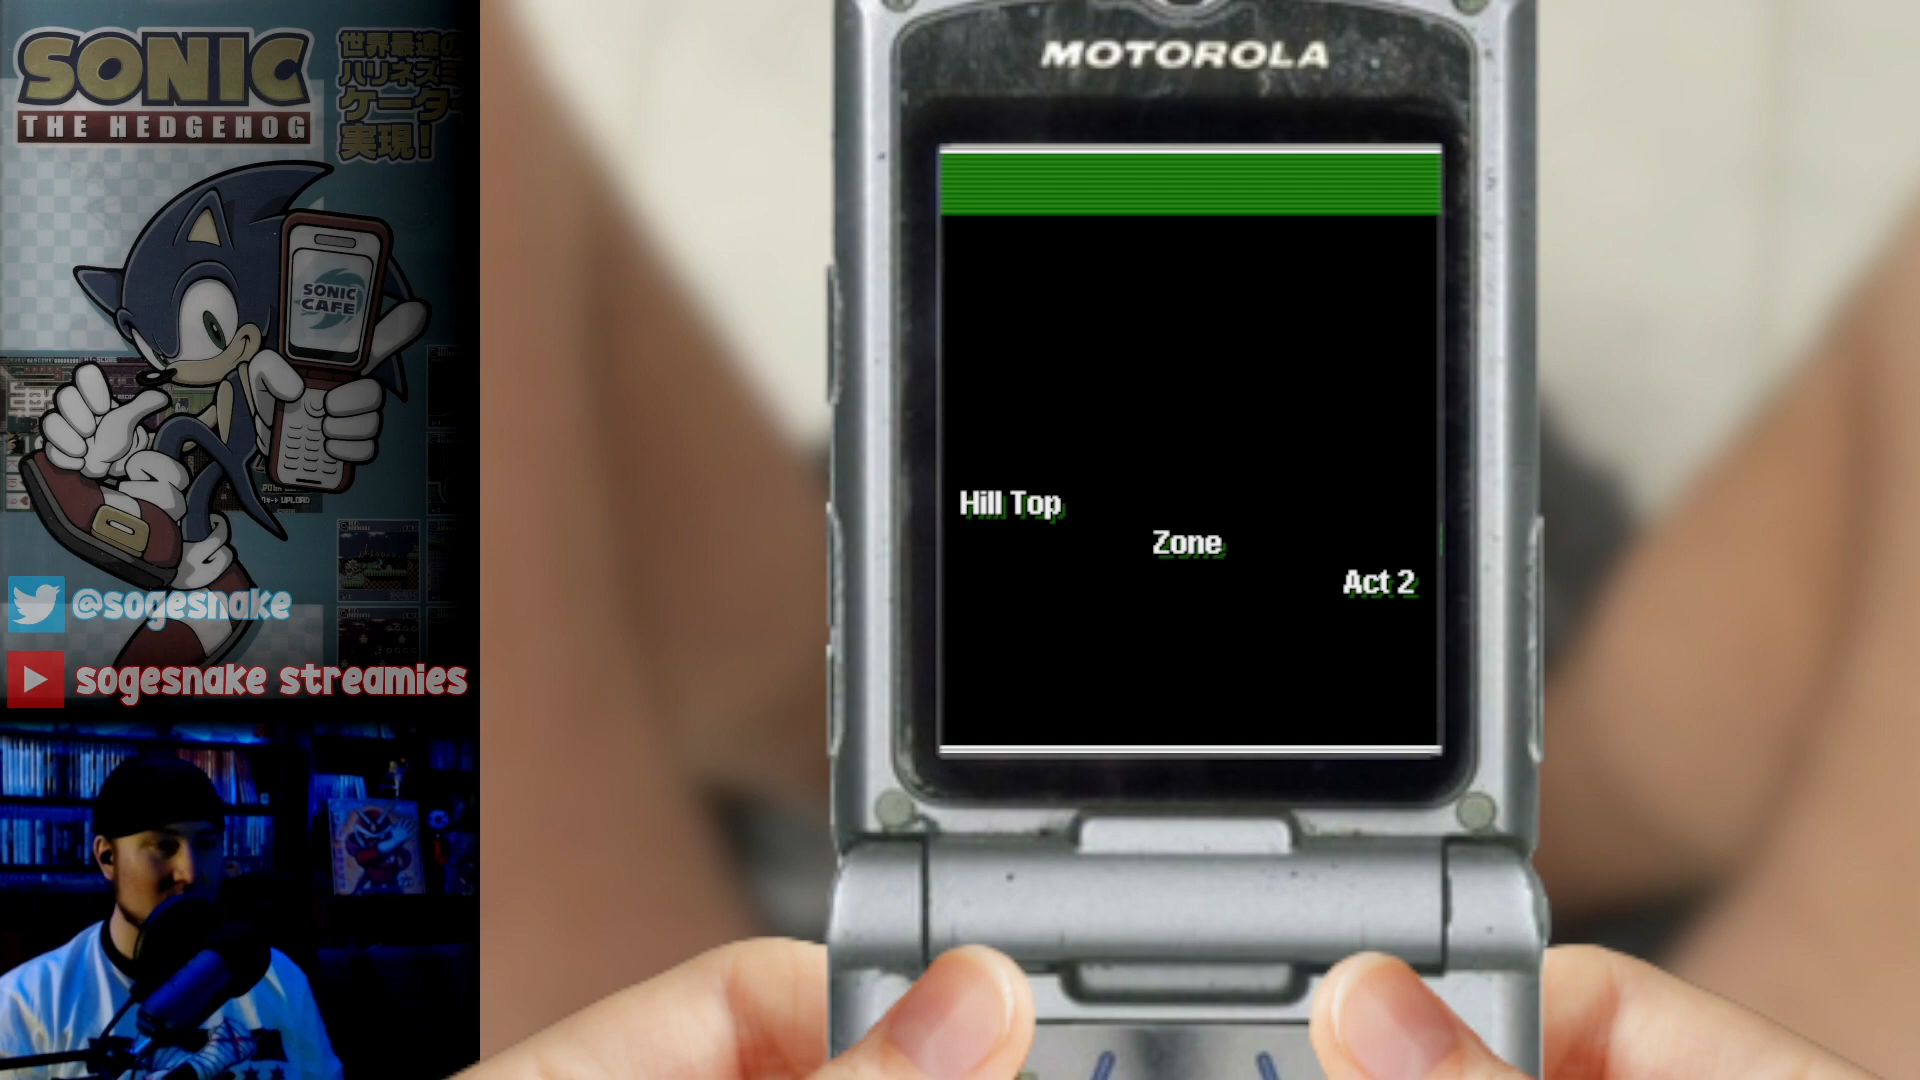 SONIC
THE HEDGEHOG
世界最速の
ハリネズミ
ケータイ
実現！
SONIC
CAFE
UPLOAD
@sogesnake
sogesnake streamies
MOTOROLA
Hill Top
Zone
Act 2